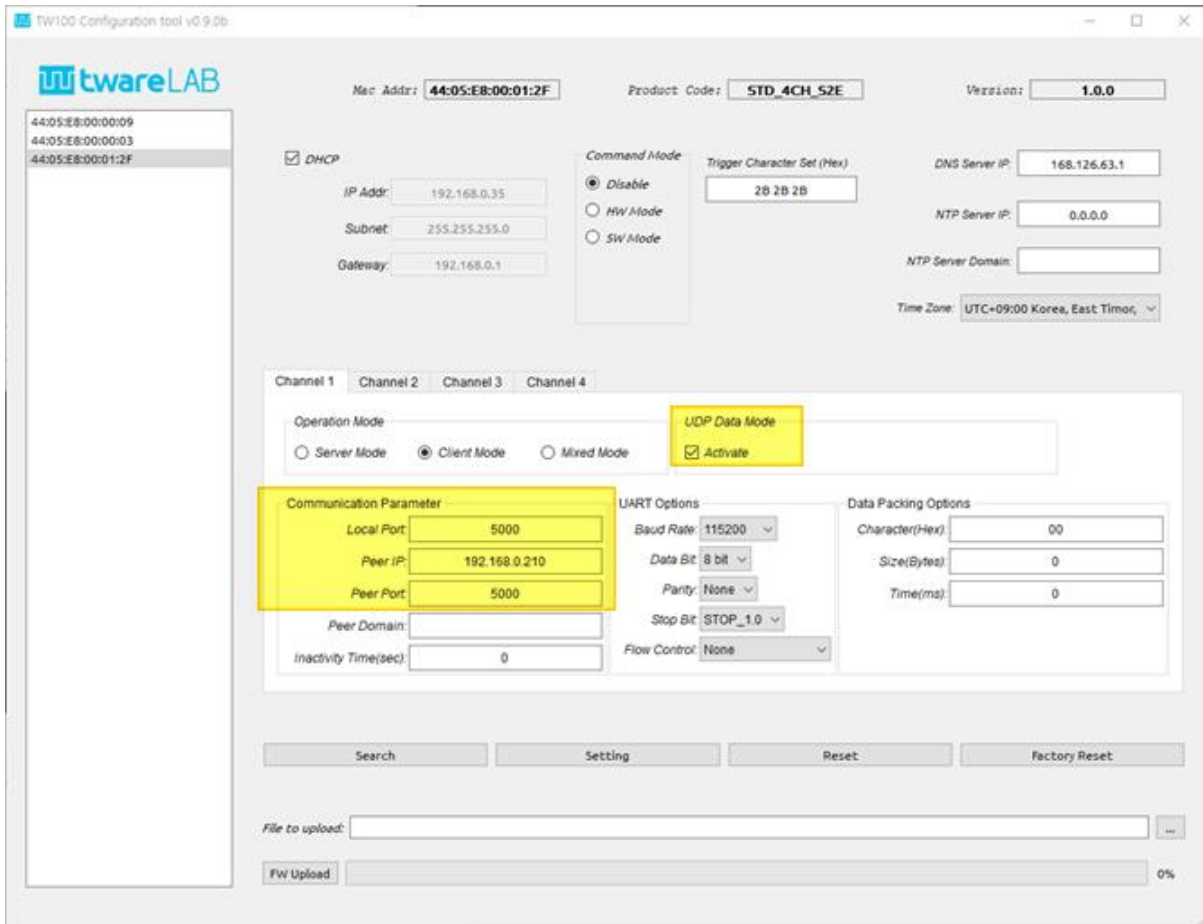 TW100 Configuration tool v0.9.0b
twareLAB
Mac Addr: 44:05:E8:00:01:2F Product Code: STD_4CH_S2E Version: 1.0.0
44:05:E8:00:00:09
44:05:E8:00:00:03
44:05:E8:00:01:2F
DHCP
IP Addr: 192.168.0.35
Subnet: 255.255.255.0
Gateway: 192.168.0.1
Command Mode
Disable
HW Mode
SW Mode
Trigger Character Set (Hex)
2B 2B 2B
DNS Server IP: 168.126.63.1
NTP Server IP: 0.0.0.0
NTP Server Domain:
Time Zone: UTC+09:00 Korea, East Timor,
Channel 1 Channel 2 Channel 3 Channel 4
Operation Mode
Server Mode Client Mode Mixed Mode
UDP Data Mode
Activate
Communication Parameter
Local Port: 5000
Peer IP: 192.168.0.210
Peer Port: 5000
Peer Domain:
Inactivity Time(sec): 0
UART Options
Baud Rate: 115200
Data Bit: 8 bit
Parity: None
Stop Bit: STOP_1.0
Flow Control: None
Data Packing Options
Character(Hex): 00
Size(Bytes): 0
Time(ms): 0
Search Setting Reset Factory Reset
File to upload: ...
FW Upload 0%